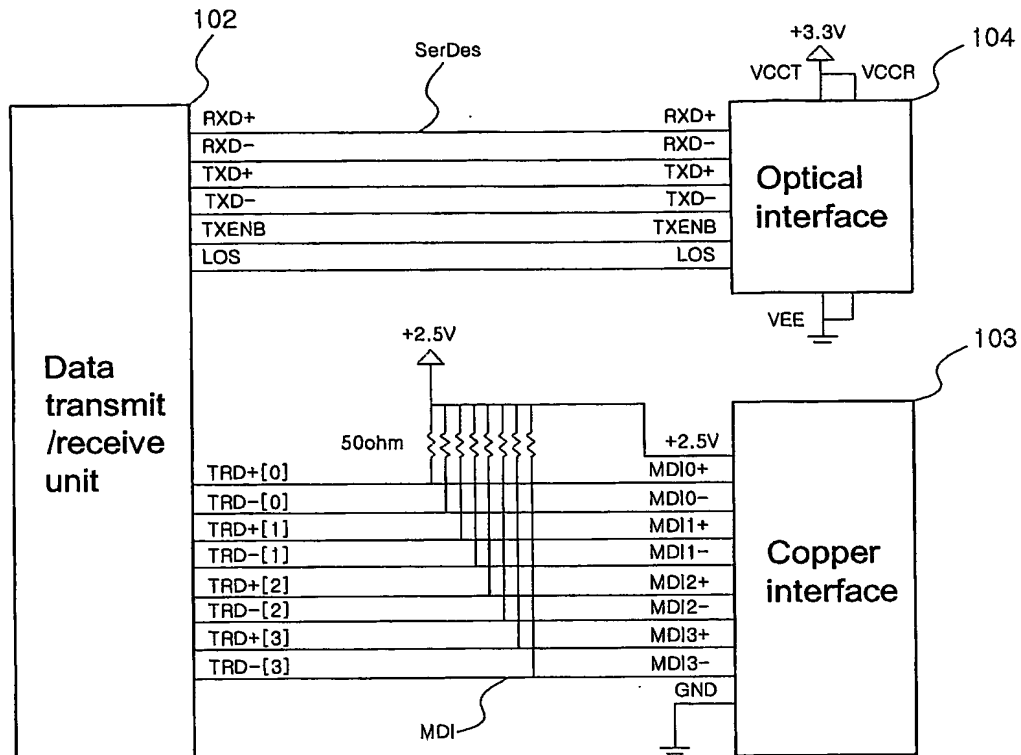 102
SerDes
+3.3V
104
VCCT
VCCR
RXD+
RXD-
TXD+
TXD-
TXENB
LOS
RXD+
RXD-
TXD+
TXD-
TXENB
LOS
Optical
interface
VEE
+2.5V
103
Data
transmit
/receive
unit
50ohm
+2.5V
TRD+[0]
TRD-[0]
TRD+[1]
TRD-[1]
TRD+[2]
TRD-[2]
TRD+[3]
TRD-[3]
MDI0+
MDI0-
MDI1+
MDI1-
MDI2+
MDI2-
MDI3+
MDI3-
GND
Copper
interface
MDI